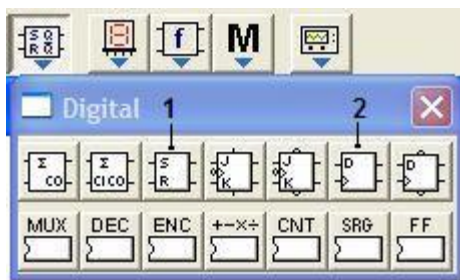 S Q
R Q̄
f M
Digital 1 2
Σ CO Σ CI CO S R J K J K D D
MUX DEC ENC +−×÷ CNT SRG FF